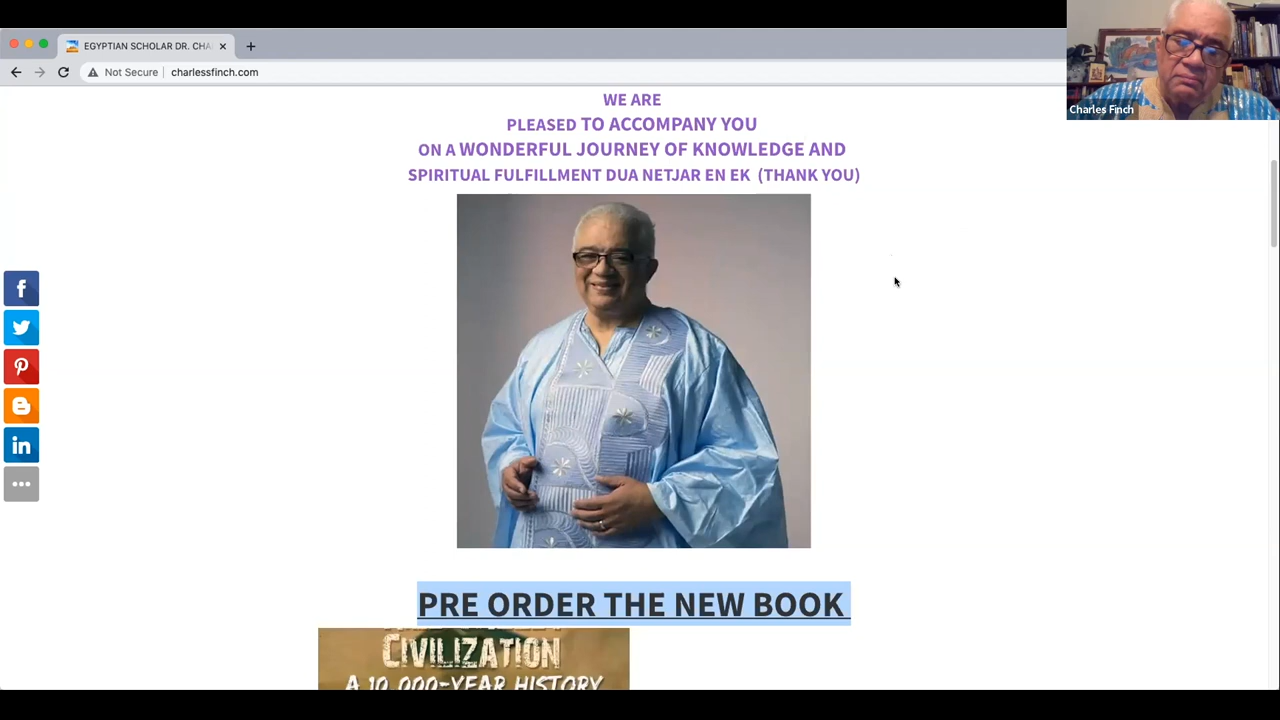 EGYPTIAN SCHOLAR DR. CHA
Not Secure
charlessfinch.com
Charles Finch
WE ARE
PLEASED TO ACCOMPANY YOU
ON A WONDERFUL JOURNEY OF KNOWLEDGE AND
SPIRITUAL FULFILLMENT DUA NETJAR EN EK (THANK YOU)
PRE ORDER THE NEW BOOK
CIVILIZATION
A 10,000-YEAR HISTORY